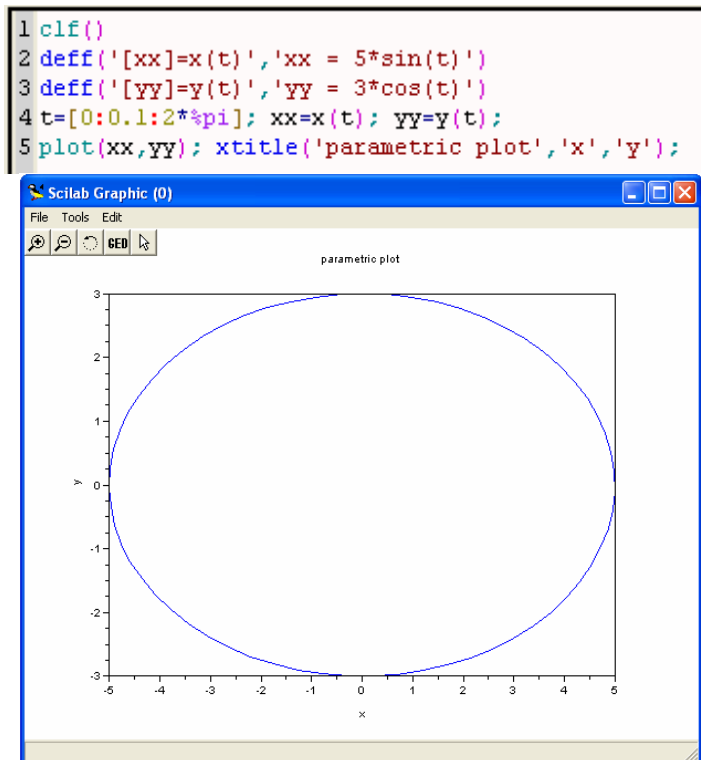 1 clf()
2 deff('[xx]=x(t)','xx = 5*sin(t)')
3 deff('[yy]=y(t)','yy = 3*cos(t)')
4 t=[0:0.1:2*%pi]; xx=x(t); yy=y(t);
5 plot(xx,yy); xtitle('parametric plot','x','y');
Scilab Graphic (0)
File Tools Edit
GED
parametric plot
3
2
1
y
0
-1
-2
-3
-5 -4 -3 -2 -1 0 1 2 3 4 5
x